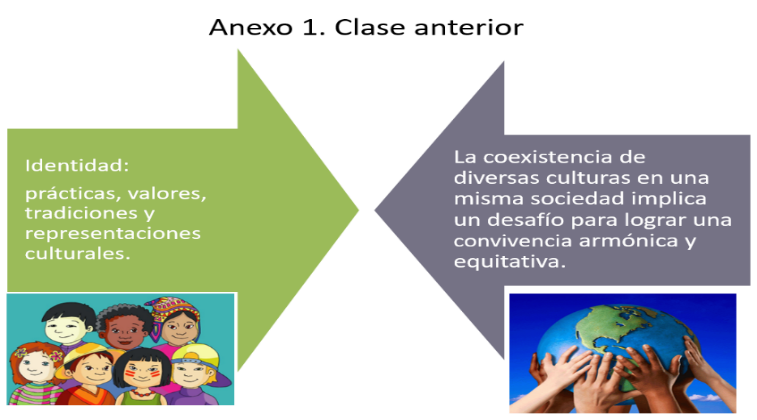 Anexo 1. Clase anterior
Identidad:
prácticas, valores,
tradiciones y
representaciones
culturales.
La coexistencia de
diversas culturas en una
misma sociedad implica
un desafío para lograr una
convivencia armónica y
equitativa.